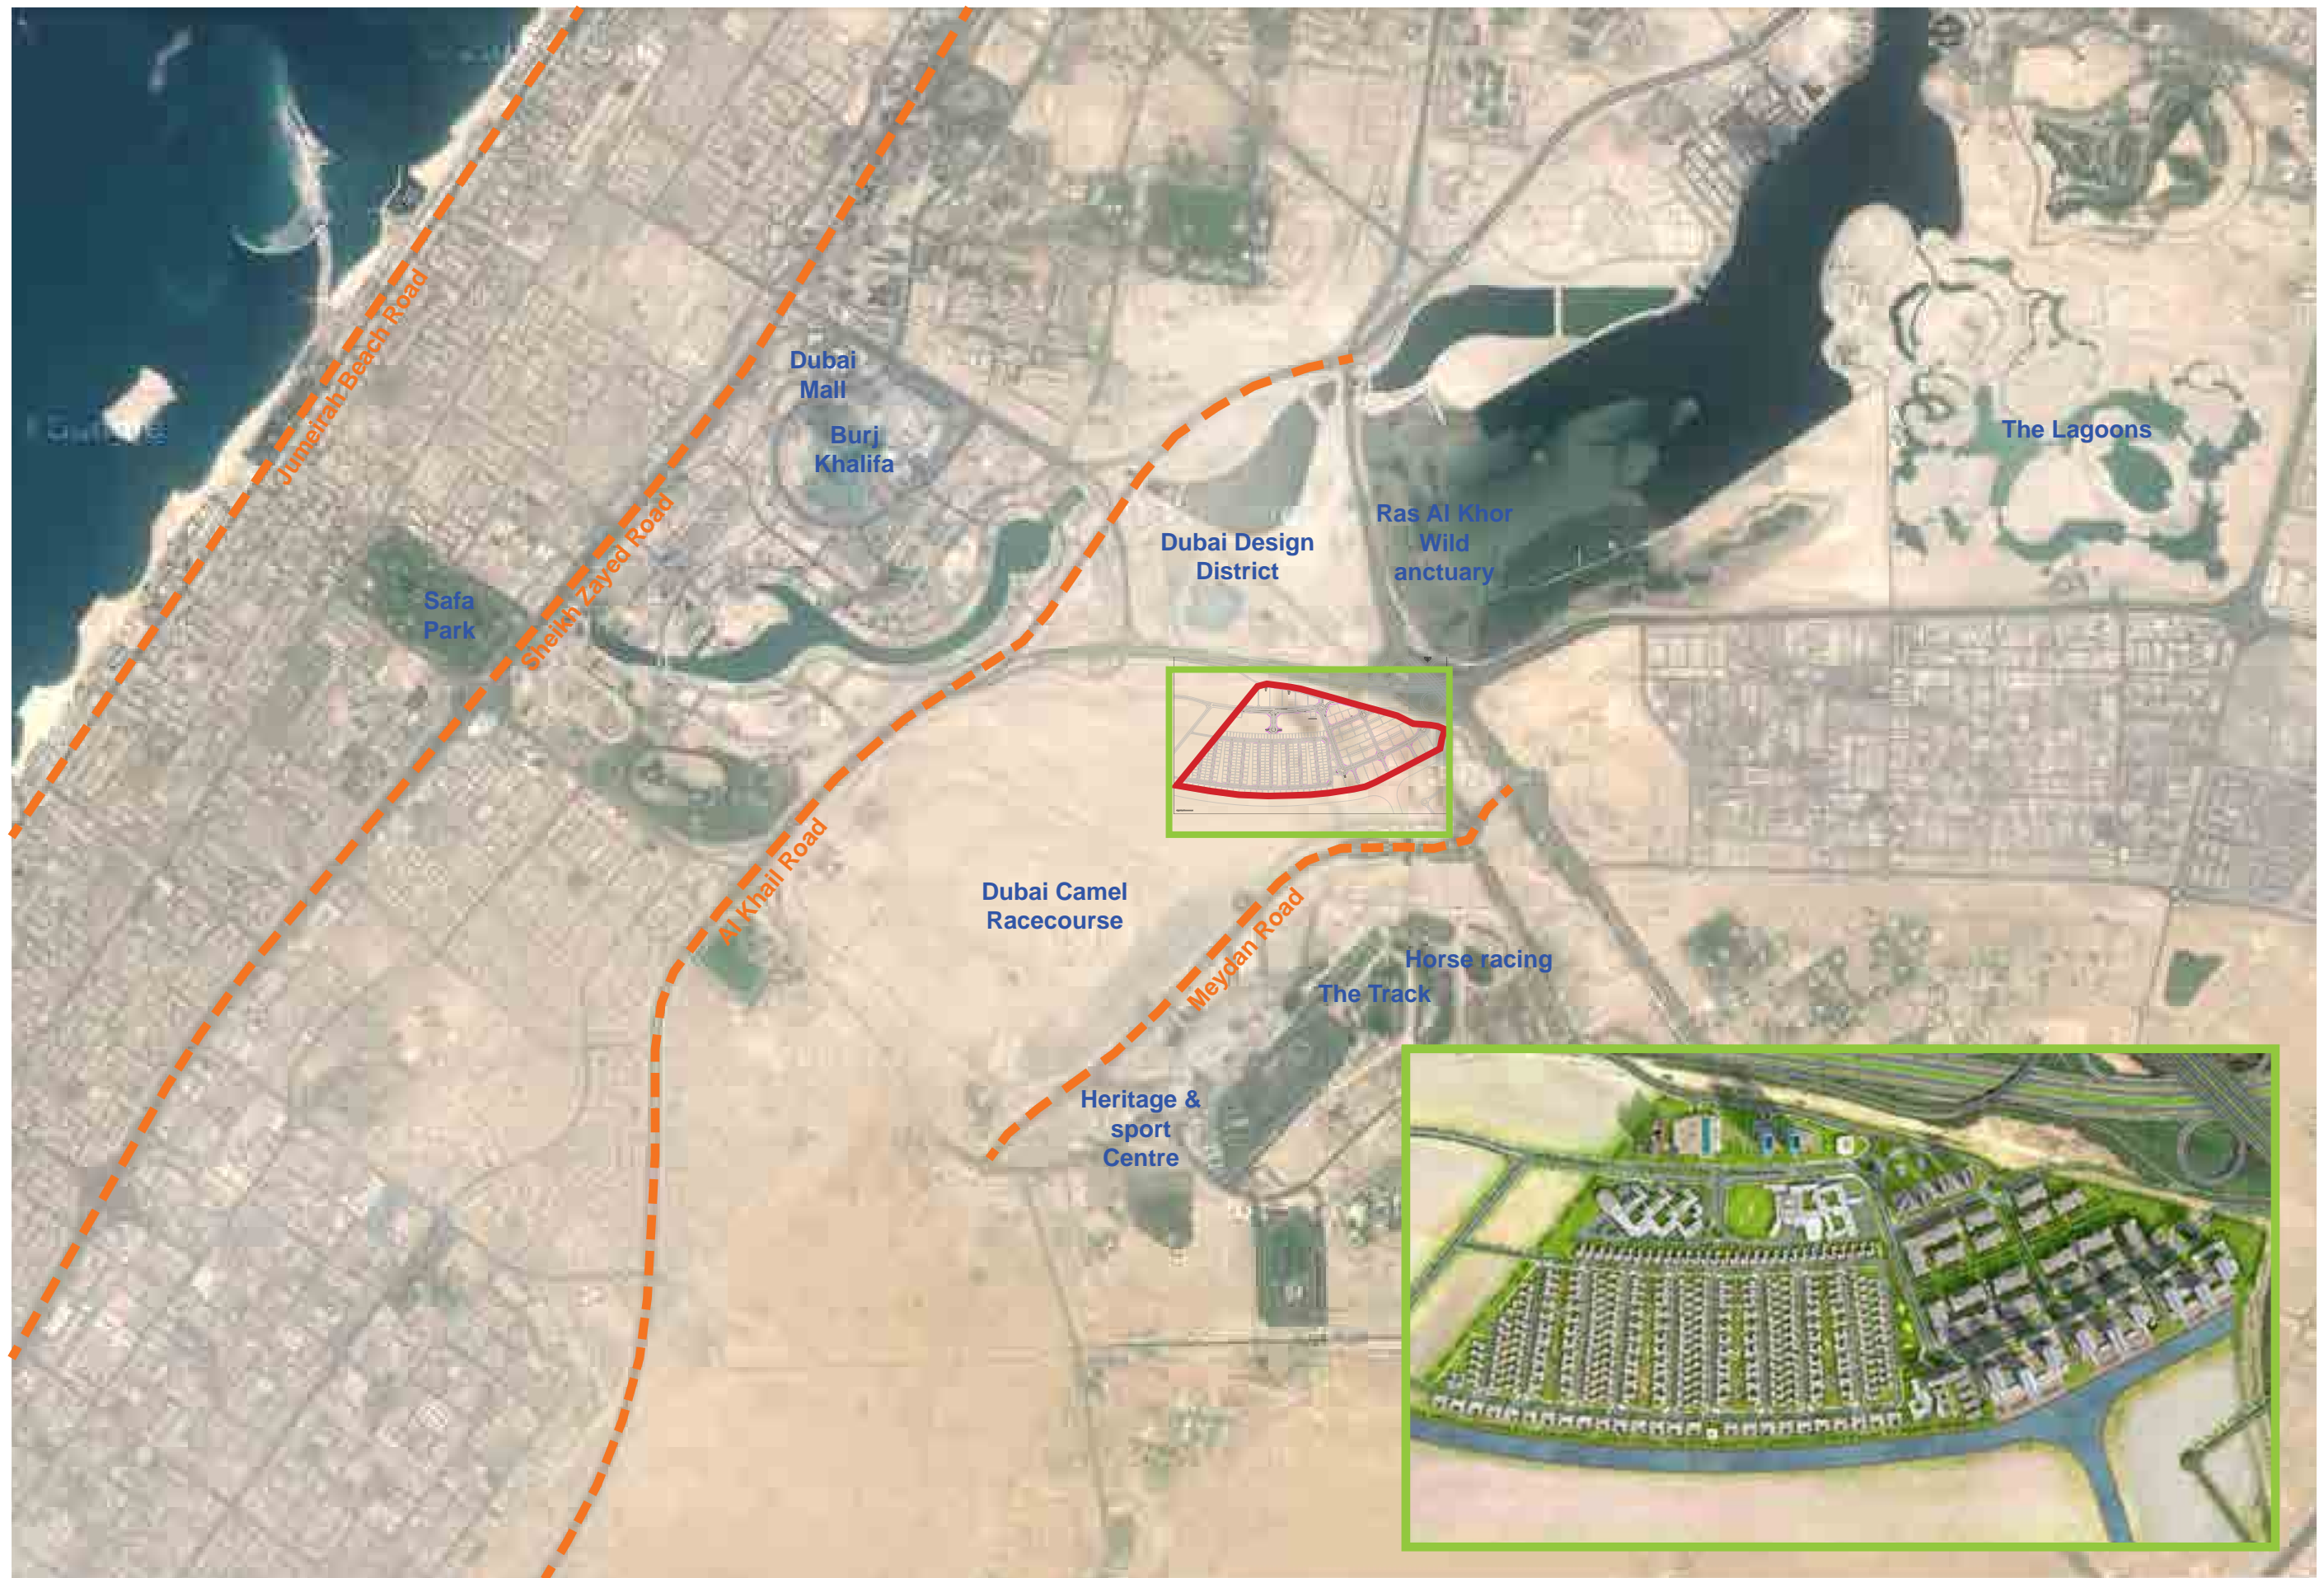 Jumeirah Beach Road
Sheikh Zayed Road
Dubai
Mall
Burj
Khalifa
Safa
Park
Al Khail Road
Dubai Design
District
Ras Al Khor
Wild
anctuary
The Lagoons
Dubai Camel
Racecourse
Meydan Road
Horse racing
The Track
Heritage &
sport
Centre